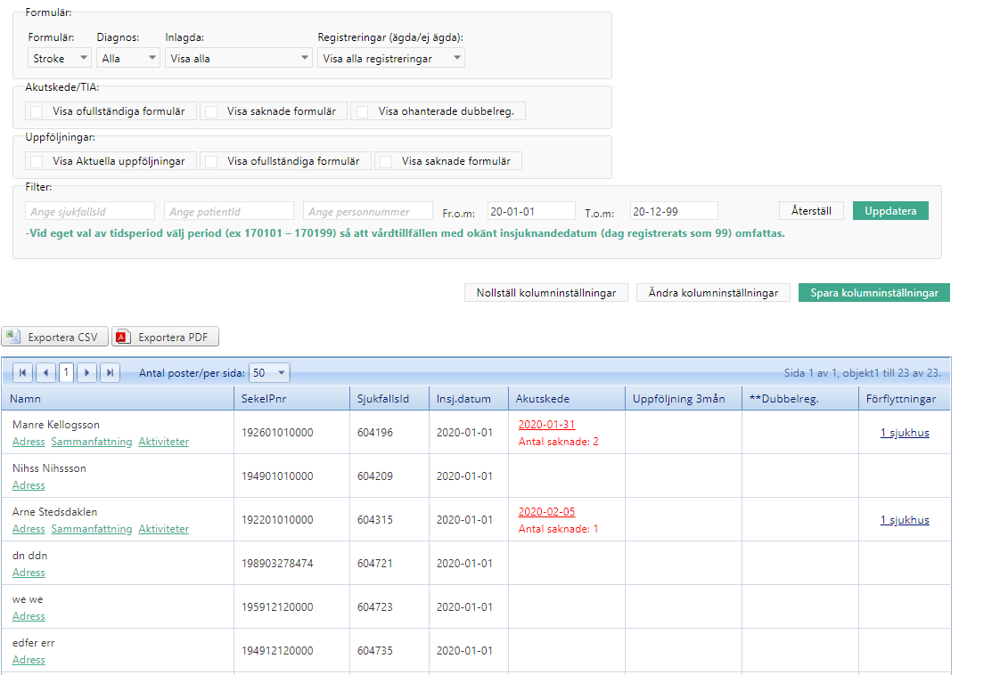 Formulär:
Formulär: Diagnos: Inlagda: Registreringar (ägda/ej ägda):
Stroke Alla Visa alla Visa alla registreringar
Akutskede/TIA:
Visa ofullständiga formulär Visa saknade formulär Visa ohanterade dubbelreg.
Uppföljningar:
Visa Aktuella uppföljningar Visa ofullständiga formulär Visa saknade formulär
Filter:
Ange sjukfallsId Ange patientId Ange personnummer Fr.o.m: 20-01-01 T.o.m: 20-12-99 Återställ Uppdatera
-Vid eget val av tidsperiod välj period (ex 170101 – 170199) så att vårdtillfällen med okänt insjuknandedatum (dag registrerats som 99) omfattas.
Nollställ kolumninställningar Ändra kolumninställningar Spara kolumninställningar
Exportera CSV Exportera PDF
1 Antal poster/per sida: 50 Sida 1 av 1, objekt1 till 23 av 23.
Namn SekelPnr SjukfallsId Insj.datum Akutskede Uppföljning 3mån **Dubbelreg. Förflyttningar
Manre Kellogsson
Adress Sammanfattning Aktiviteter 192601010000 604196 2020-01-01 2020-01-31 1 sjukhus
Antal saknade: 2
Nihss Nihssson
Adress 194901010000 604209 2020-01-01
Arne Stedsdaklen
Adress Sammanfattning Aktiviteter 192201010000 604315 2020-01-01 2020-02-05 1 sjukhus
Antal saknade: 1
dn ddn
Adress 198903278474 604721 2020-01-01
we we
Adress 195912120000 604723 2020-01-01
edfer err
Adress 194912120000 604735 2020-01-01